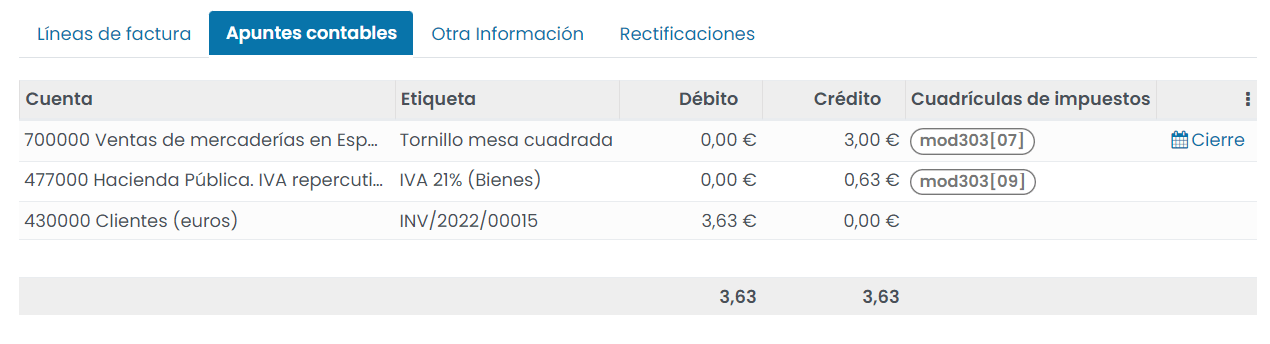 Líneas de factura Apuntes contables Otra Información Rectificaciones
Cuenta Etiqueta Débito Crédito Cuadrículas de impuestos
700000 Ventas de mercaderías en Esp... Tornillo mesa cuadrada 0,00 € 3,00 € mod303[07] Cierre
477000 Hacienda Pública. IVA repercuti... IVA 21% (Bienes) 0,00 € 0,63 € mod303[09]
430000 Clientes (euros) INV/2022/00015 3,63 € 0,00 €
3,63 3,63